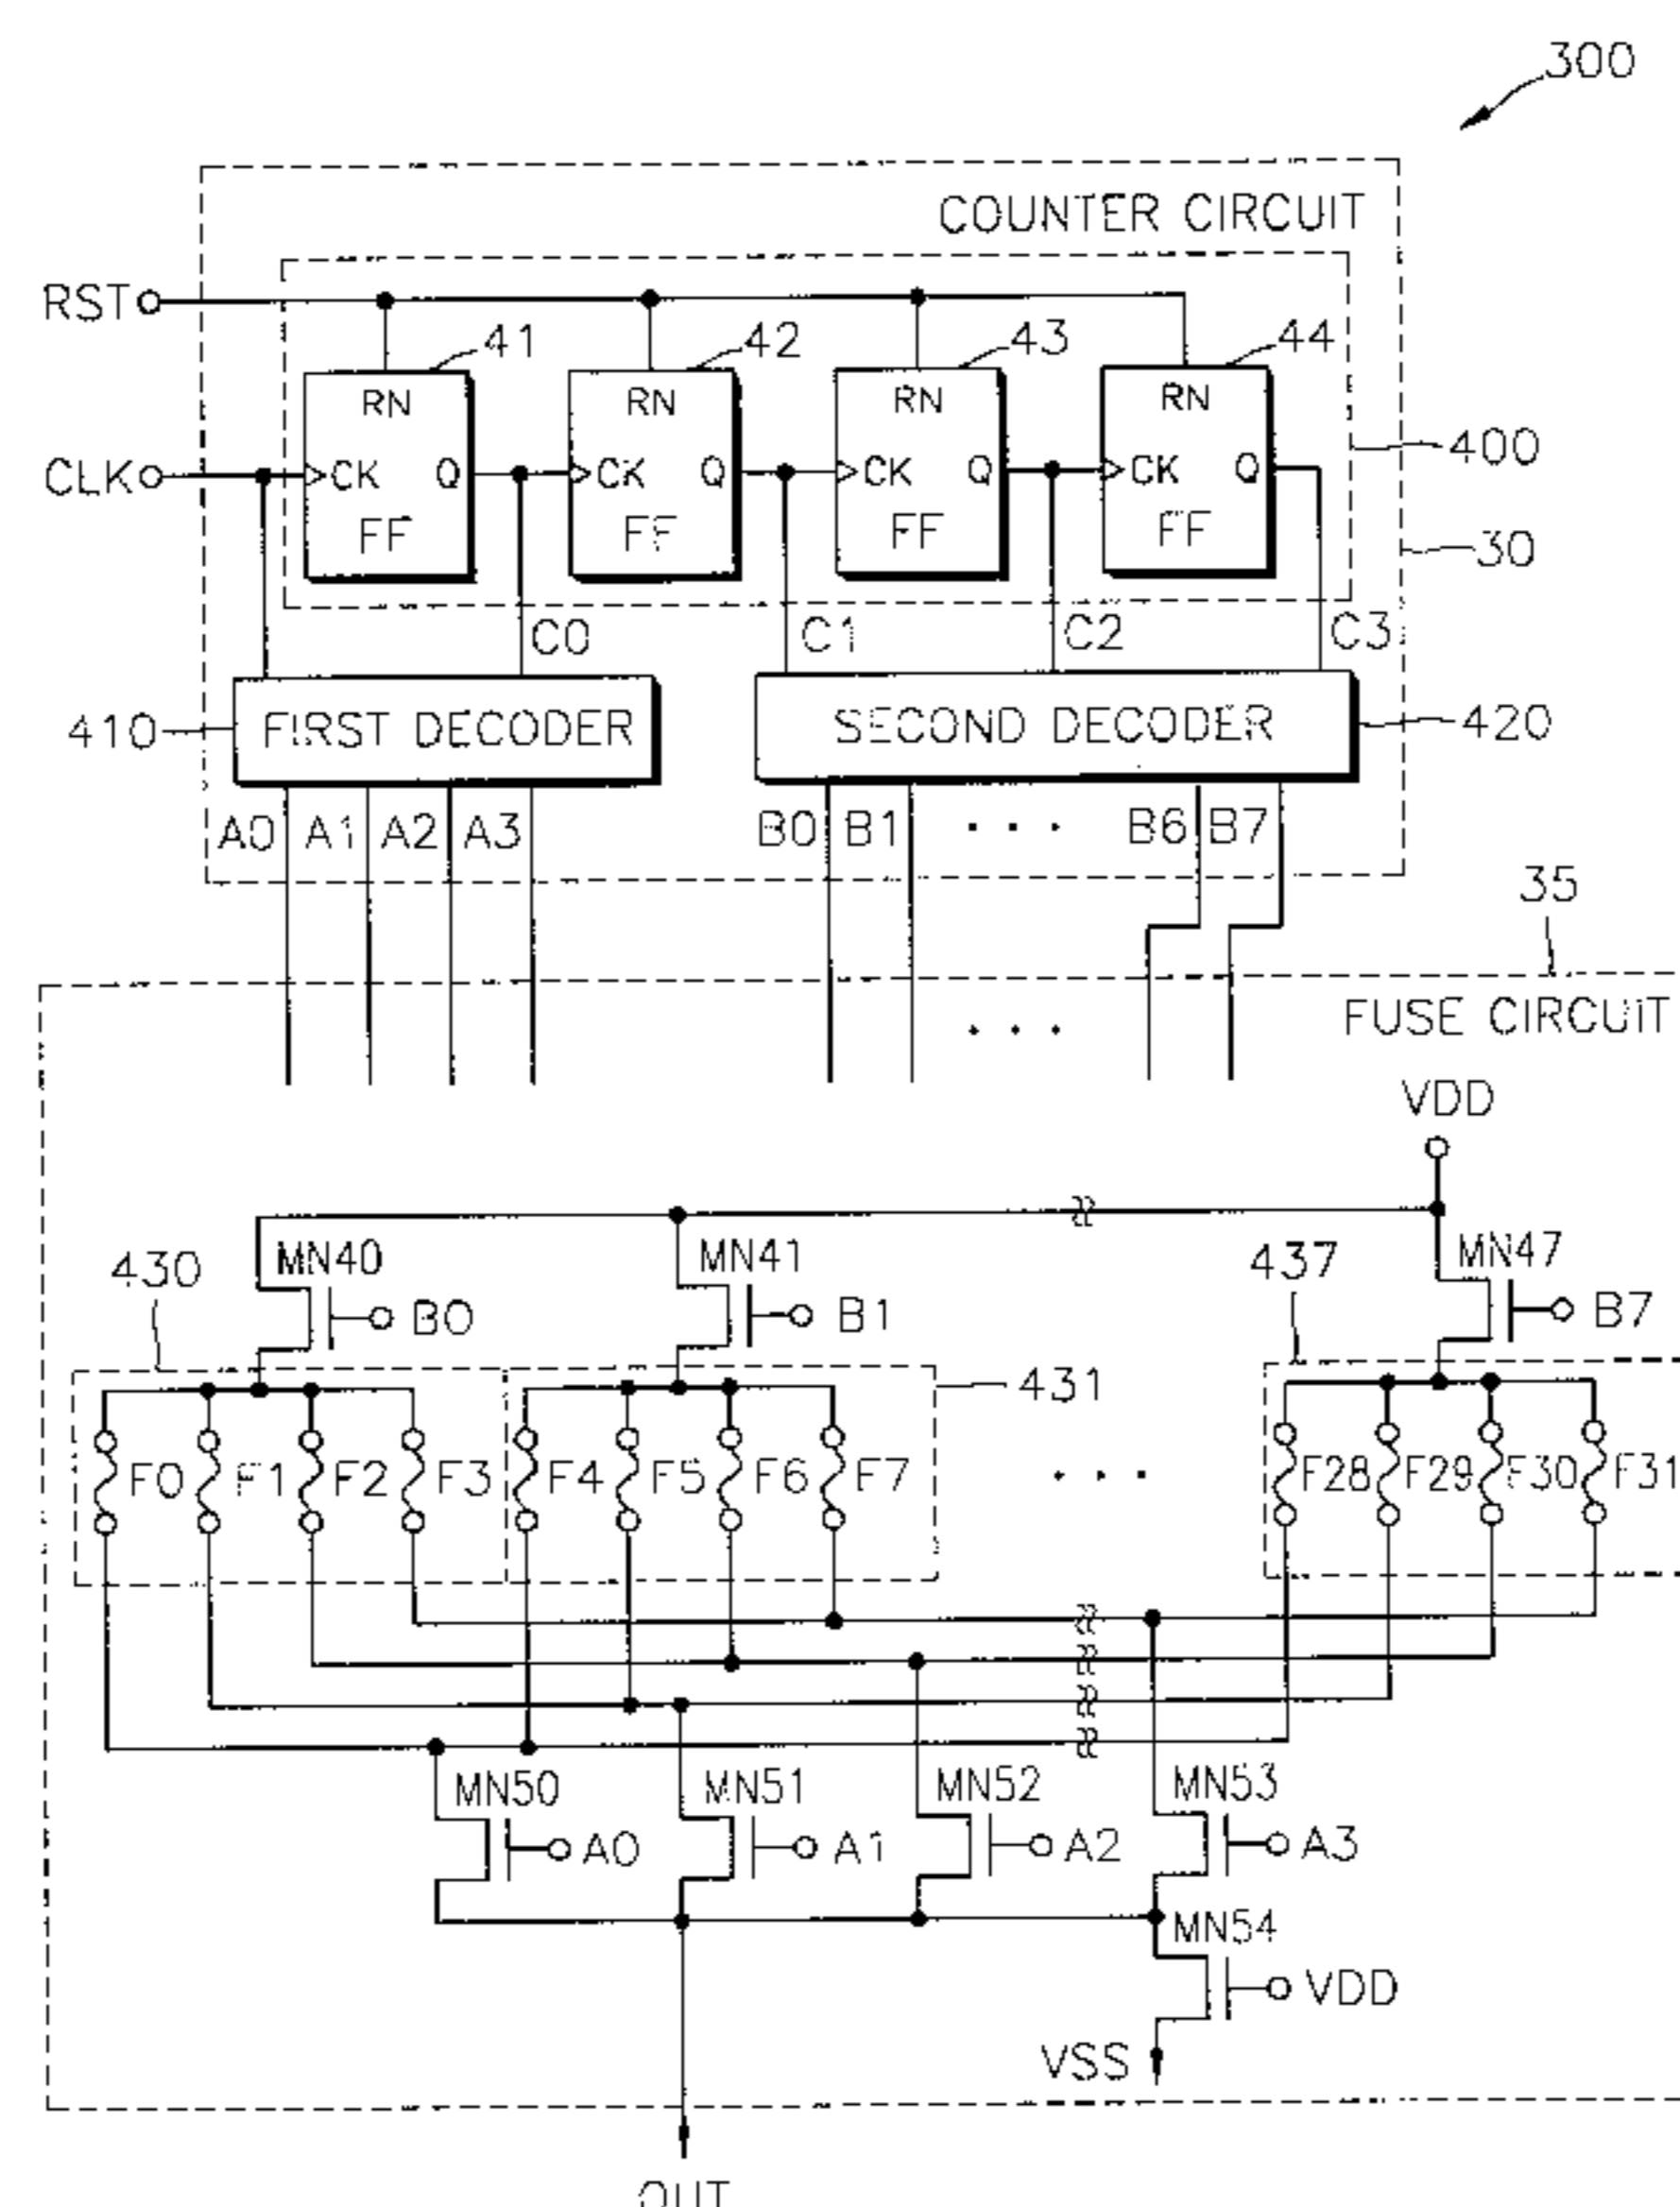 300
COUNTER CIRCUIT
RST
41 42 43 44
RN RN RN RN
CLK
CK Q CK Q CK Q CK Q
FF FF FF FF
400
30
C0 C1 C2 C3
410 FIRST DECODER SECOND DECODER 420
A0 A1 A2 A3 B0 B1 ... B6 B7
35
... FUSE CIRCUIT
VDD
430 MN40 MN41 437 MN47
B0 B1 B7
431
F0 F1 F2 F3 F4 F5 F6 F7 ... F28 F29 F30 F31
MN50 MN51 MN52 MN53
A0 A1 A2 A3
MN54
VDD
VSS
OUT